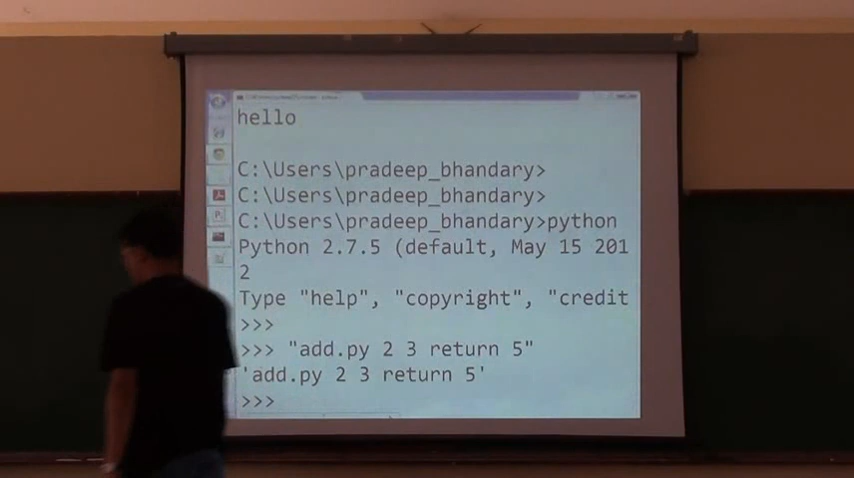 hello
C:\Users\pradeep_bhandary>
C:\Users\pradeep_bhandary>
C:\Users\pradeep_bhandary>python
Python 2.7.5 (default, May 15 201
2
Type "help", "copyright", "credit
>>>
>>> "add.py 2 3 return 5"
'add.py 2 3 return 5'
>>>